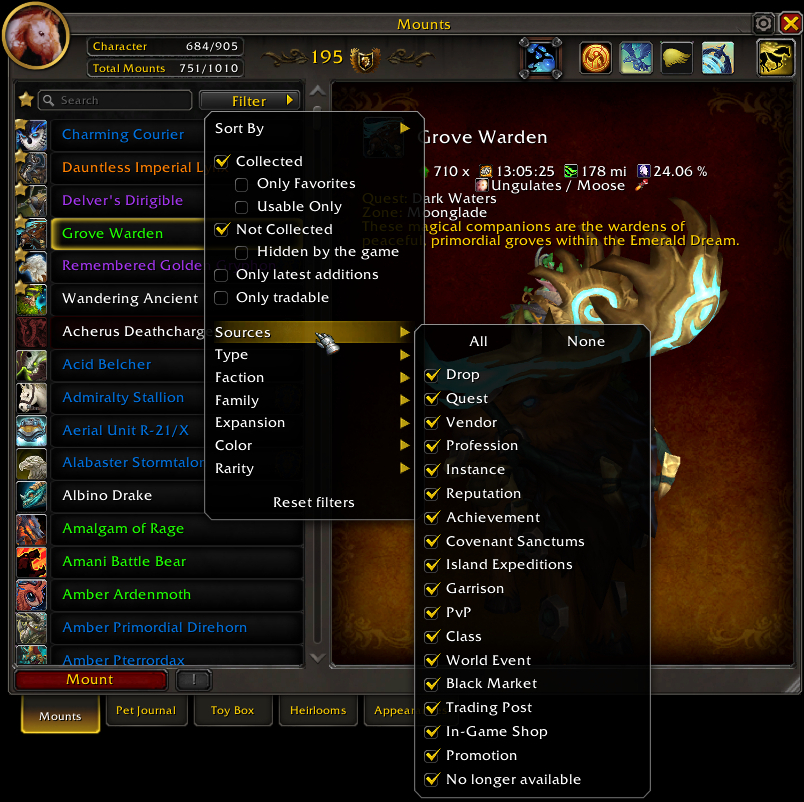 Mounts
Character 684/905
Total Mounts 751/1010
195
Search
Filter
Charming Courier
Dauntless Imperial L
Delver's Dirigible
Grove Warden
Remembered Golde
Wandering Ancient
Acherus Deathcharg
Acid Belcher
Admiralty Stallion
Aerial Unit R-21/X
Alabaster Stormtalon
Albino Drake
Amalgam of Rage
Amani Battle Bear
Amber Ardenmoth
Amber Primordial Direhorn
Amber Pterrordax
Mount
!
Sort By
Collected
Only Favorites
Usable Only
Not Collected
Hidden by the game
Only latest additions
Only tradable
Sources
Type
Faction
Family
Expansion
Color
Rarity
Reset filters
Grove Warden
710 x 13:05:25 178 mi 24.06 %
Ungulates / Moose
Quest: Dark Waters
Zone: Moonglade
These magical companions are the wardens of
peaceful, primordial groves within the Emerald Dream.
All None
Drop
Quest
Vendor
Profession
Instance
Reputation
Achievement
Covenant Sanctums
Island Expeditions
Garrison
PvP
Class
World Event
Black Market
Trading Post
In-Game Shop
Promotion
No longer available
Mounts
Pet Journal
Toy Box
Heirlooms
Appear